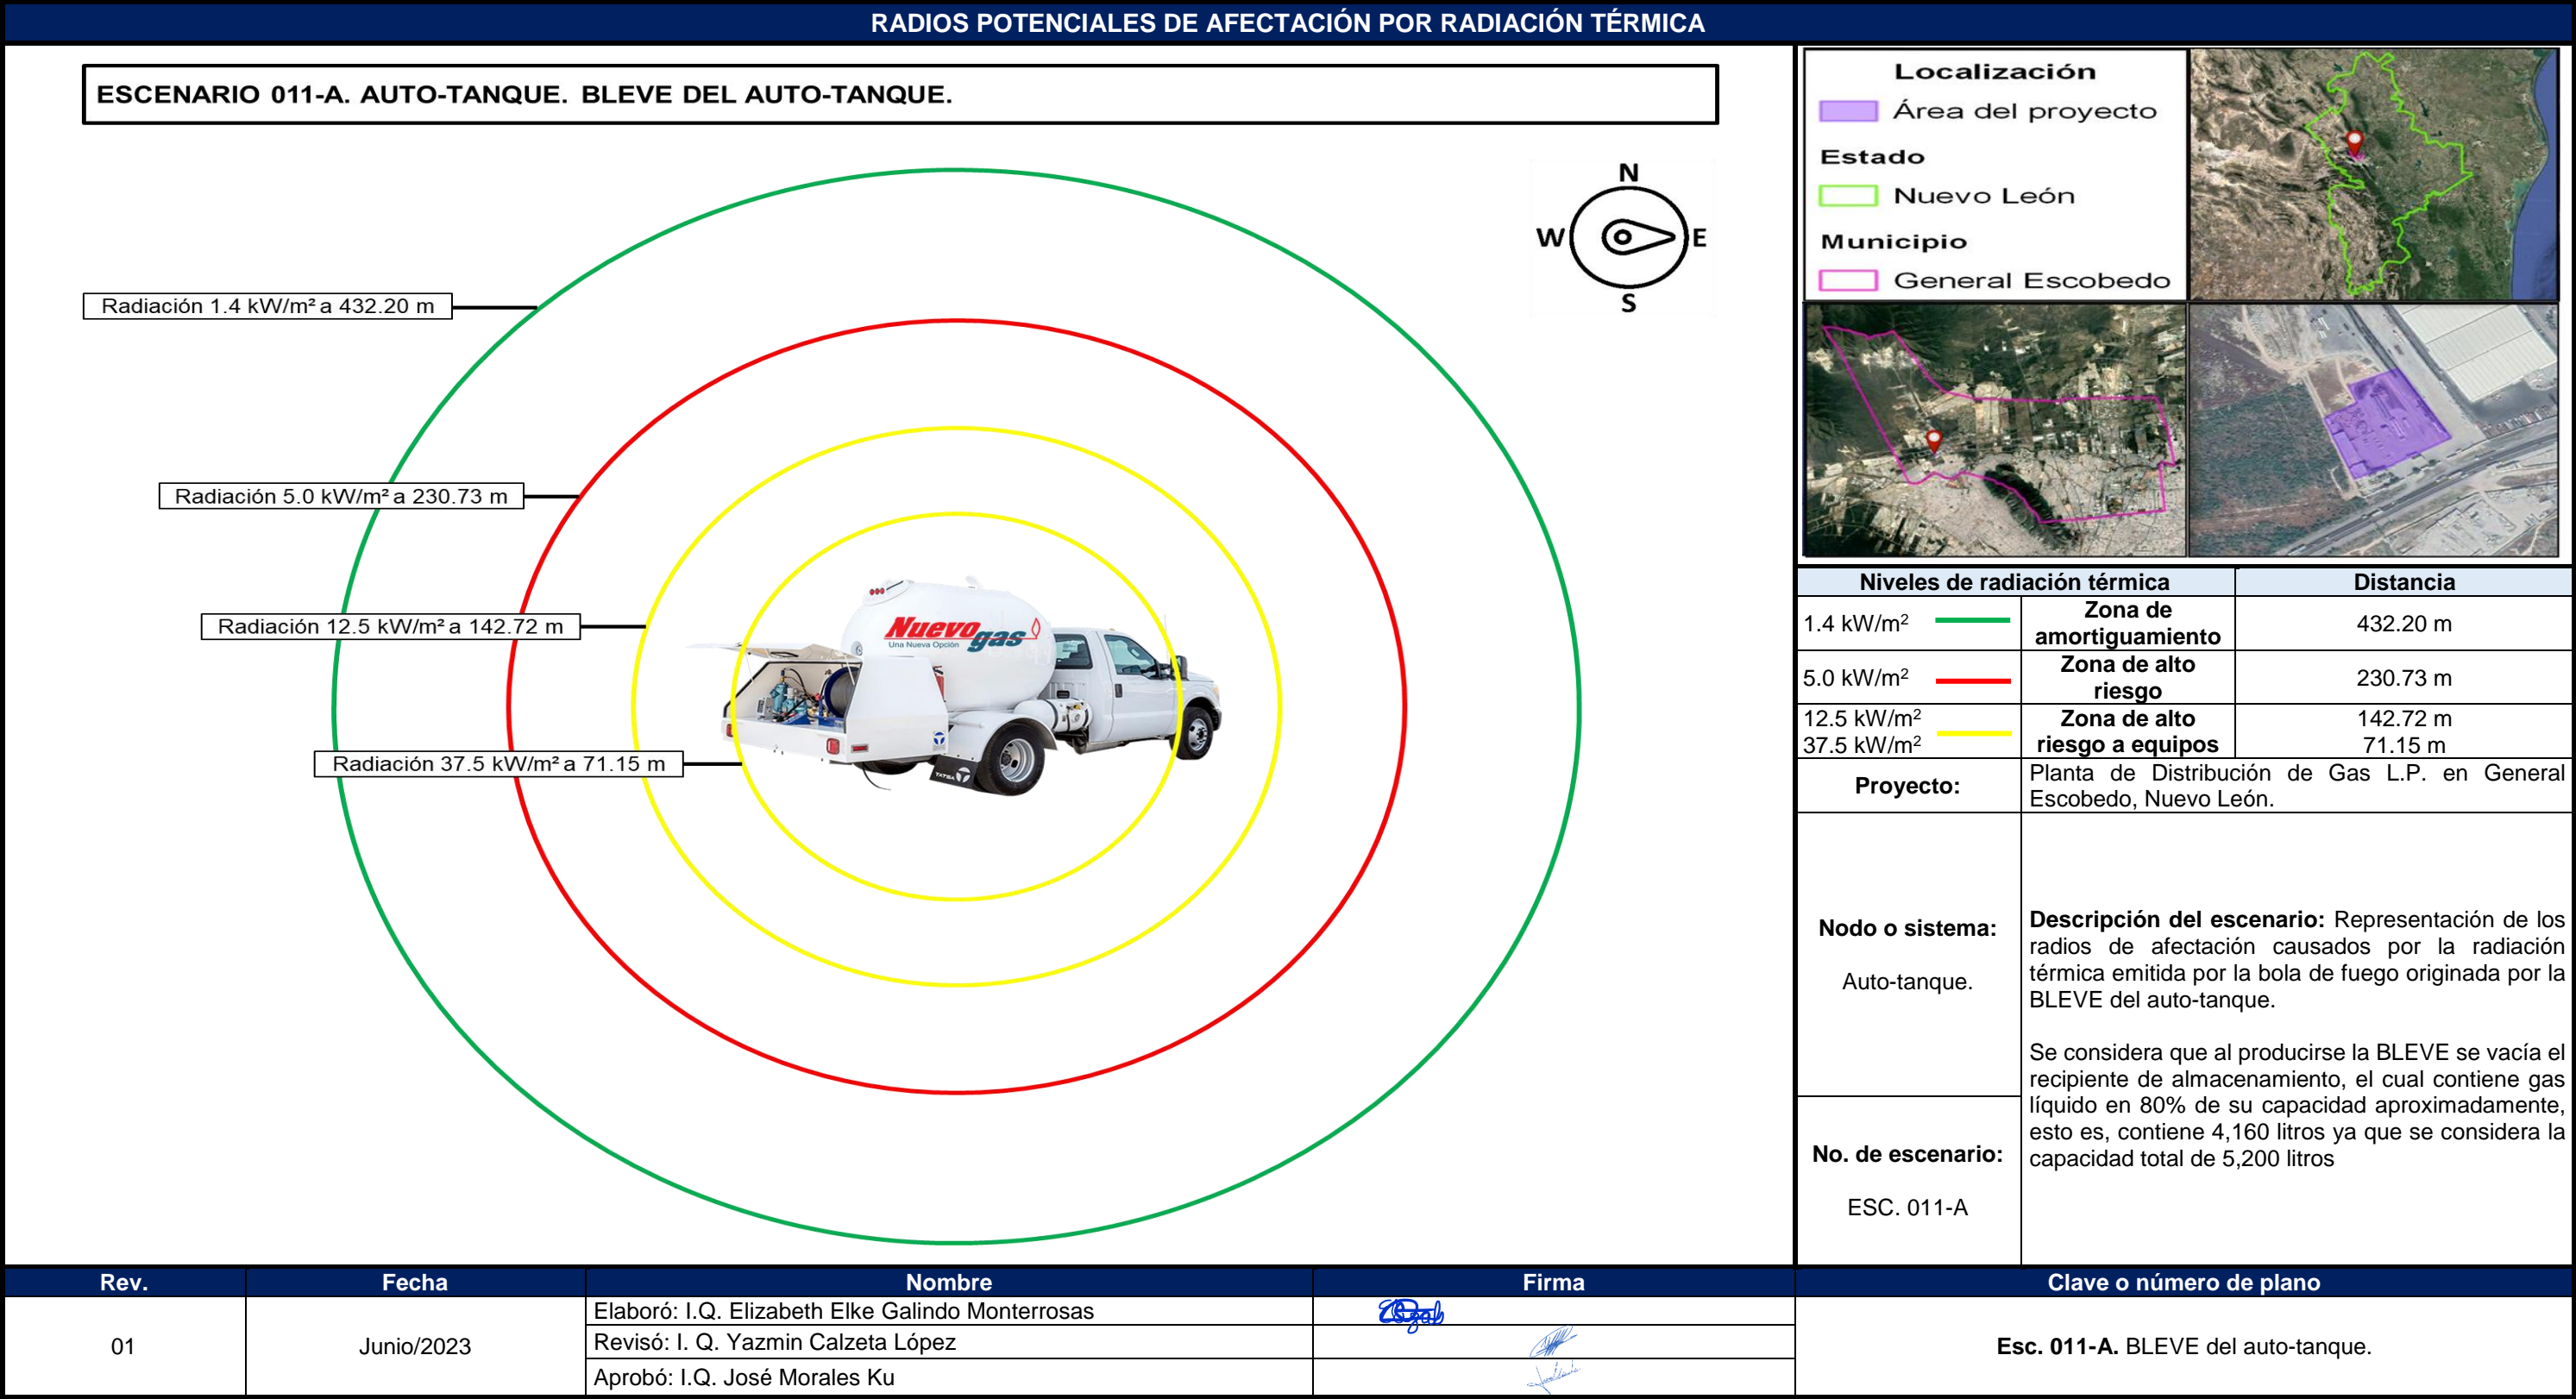 RADIOS POTENCIALES DE AFECTACIÓN POR RADIACIÓN TÉRMICA
ESCENARIO 011-A. AUTO-TANQUE. BLEVE DEL AUTO-TANQUE.
N
W
E
S
Radiación 1.4 kW/m² a 432.20 m
Radiación 5.0 kW/m² a 230.73 m
Radiación 12.5 kW/m² a 142.72 m
Radiación 37.5 kW/m² a 71.15 m
Nuevo
gas
Una Nueva Opción
TATSA
Localización
Área del proyecto
Estado
Nuevo León
Municipio
General Escobedo
Niveles de radiación térmica
Distancia
1.4 kW/m²
Zona de
amortiguamiento
432.20 m
5.0 kW/m²
Zona de alto
riesgo
230.73 m
12.5 kW/m²
37.5 kW/m²
Zona de alto
riesgo a equipos
142.72 m
71.15 m
Proyecto:
Planta de Distribución de Gas L.P. en General
Escobedo, Nuevo León.
Nodo o sistema:
Auto-tanque.
Descripción del escenario: Representación de los
radios de afectación causados por la radiación
térmica emitida por la bola de fuego originada por la
BLEVE del auto-tanque.
Se considera que al producirse la BLEVE se vacía el
recipiente de almacenamiento, el cual contiene gas
líquido en 80% de su capacidad aproximadamente,
esto es, contiene 4,160 litros ya que se considera la
capacidad total de 5,200 litros
No. de escenario:
ESC. 011-A
Rev.
Fecha
Nombre
Firma
Clave o número de plano
01
Junio/2023
Elaboró: I.Q. Elizabeth Elke Galindo Monterrosas
Revisó: I. Q. Yazmin Calzeta López
Aprobó: I.Q. José Morales Ku
Esc. 011-A. BLEVE del auto-tanque.